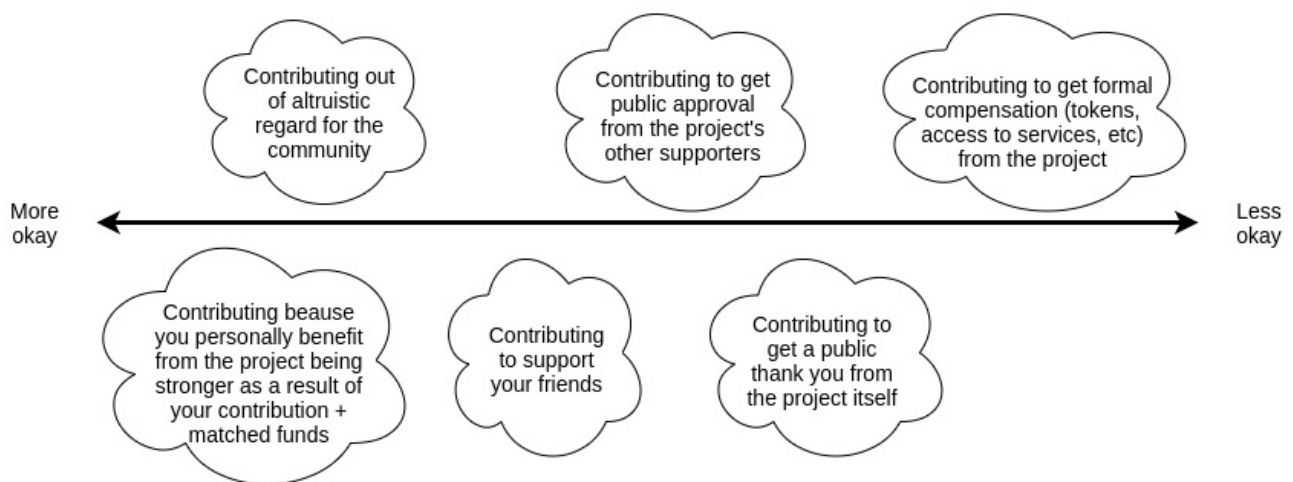 Contributing out
of altruistic
regard for the
community
Contributing to get
public approval
from the project's
other supporters
Contributing to get formal
compensation (tokens,
access to services, etc)
from the project
More
okay
Less
okay
Contributing beause
you personally benefit
from the project being
stronger as a result of
your contribution +
matched funds
Contributing
to support
your friends
Contributing to
get a public
thank you from
the project itself